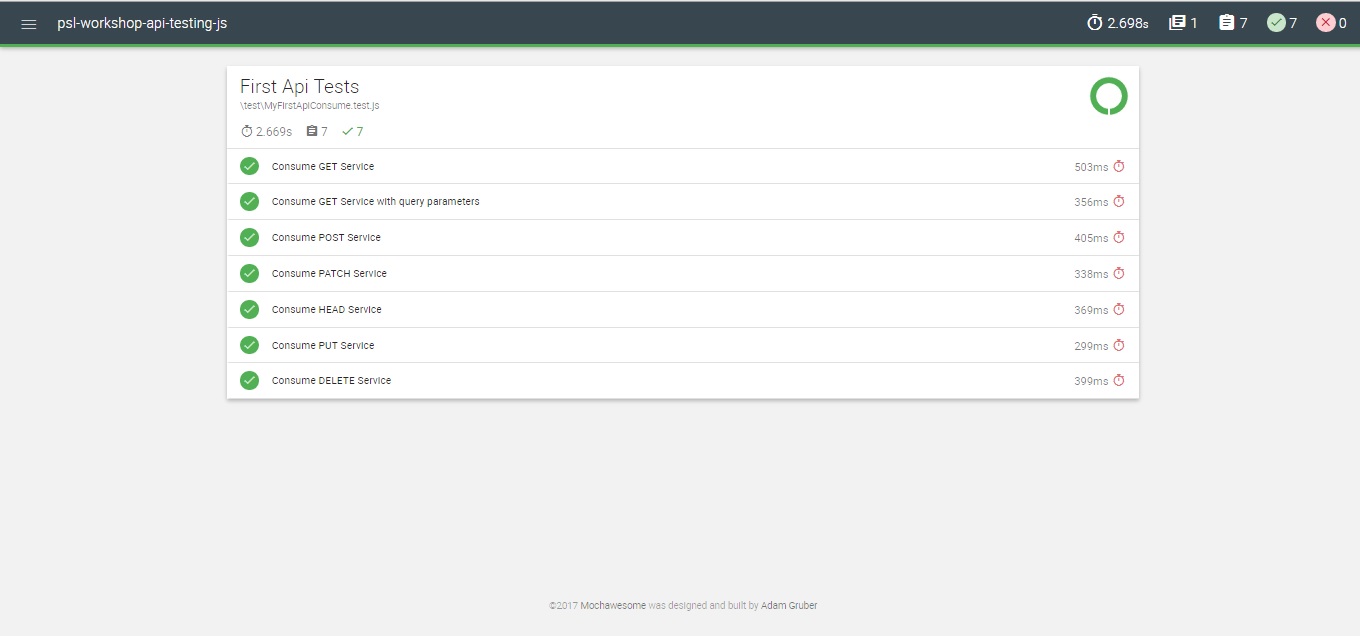 psl-workshop-api-testing-js 2.698s 1 7 7 0
First Api Tests
\test\MyFirstApiConsume.test.js
2.669s 7 7
Consume GET Service 503ms
Consume GET Service with query parameters 356ms
Consume POST Service 405ms
Consume PATCH Service 338ms
Consume HEAD Service 369ms
Consume PUT Service 299ms
Consume DELETE Service 399ms
©2017 Mochawesome was designed and built by Adam Gruber